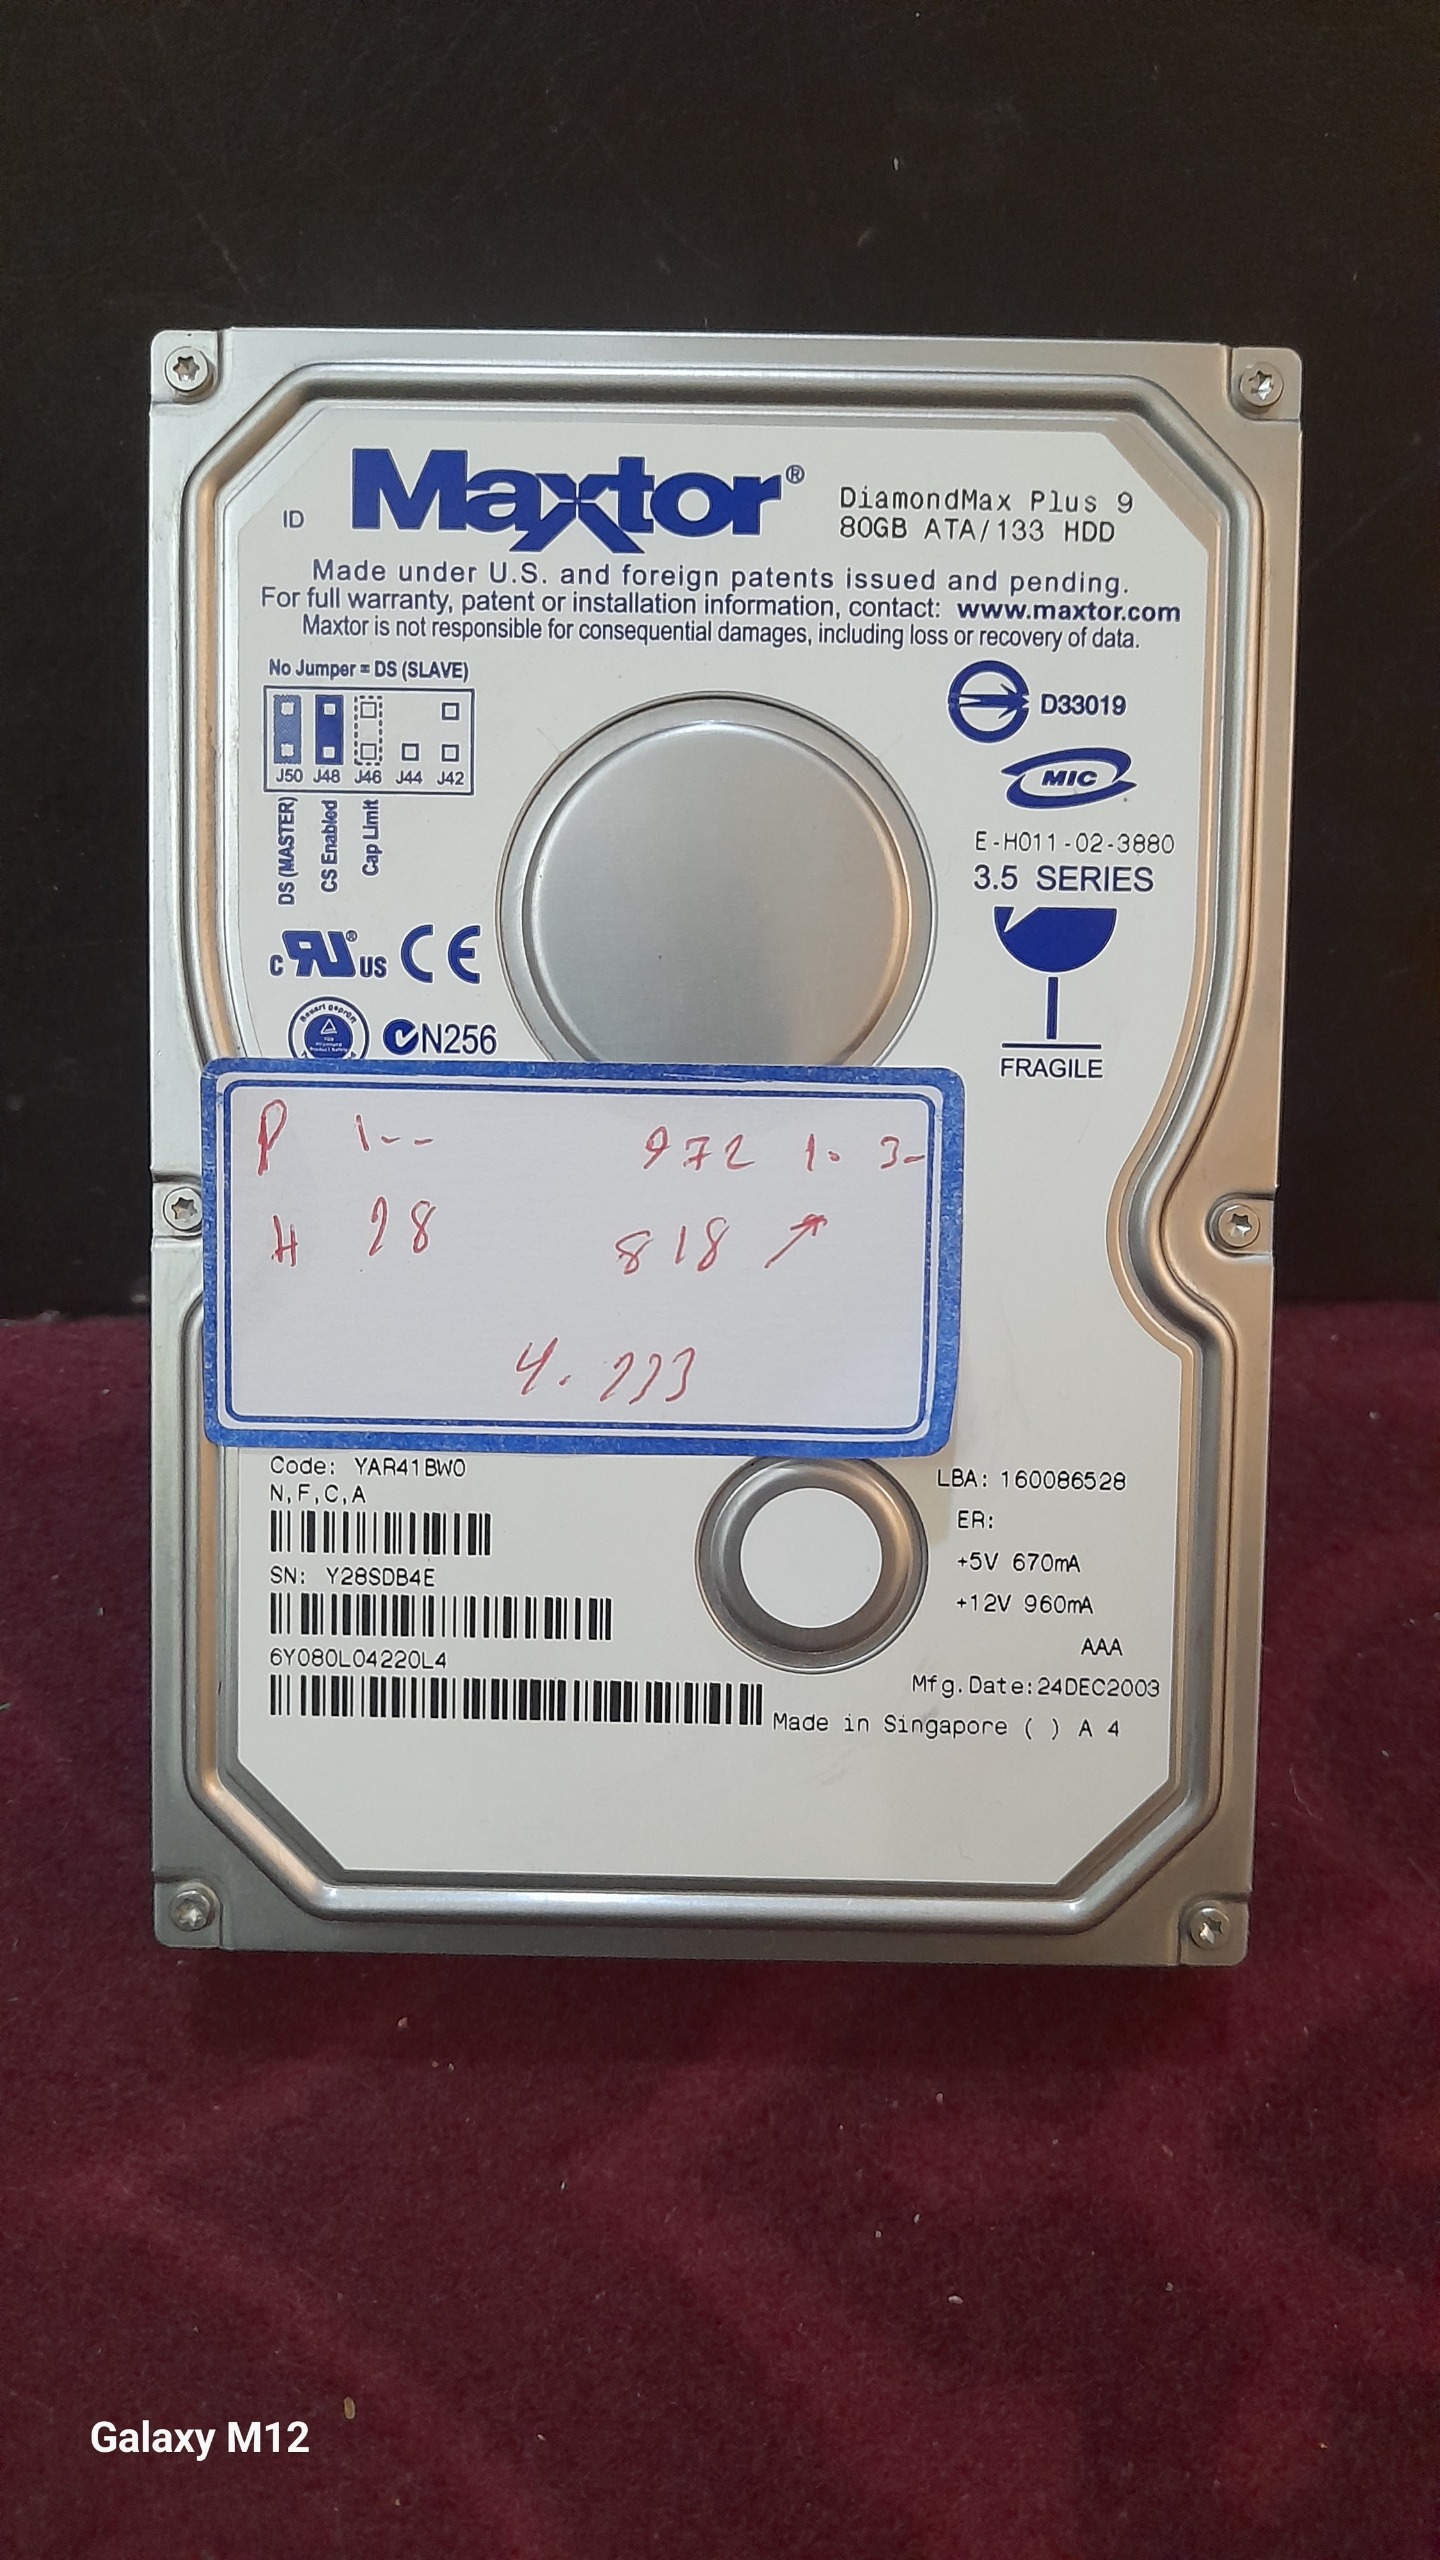 Maxtor®
ID
DiamondMax Plus 9
80GB ATA/133 HDD
Made under U.S. and foreign patents issued and pending.
For full warranty, patent or installation information, contact: www.maxtor.com
Maxtor is not responsible for consequential damages, including loss or recovery of data.
No Jumper = DS (SLAVE)
J50 J48 J46 J44 J42
DS (MASTER)
CS Enabled
Cap Limit
D33019
MIC
E-H011-02-3880
3.5 SERIES
FRAGILE
c RU® US CE
N256
P 1-- 972 1. 3-
H 28 818 ↗
4. 333
Code: YAR41BW0
N,F,C,A
SN: Y28SDB4E
6Y080L04220L4
LBA: 160086528
ER:
+5V 670mA
+12V 960mA
AAA
Mfg.Date:24DEC2003
Made in Singapore ( ) A 4
Galaxy M12